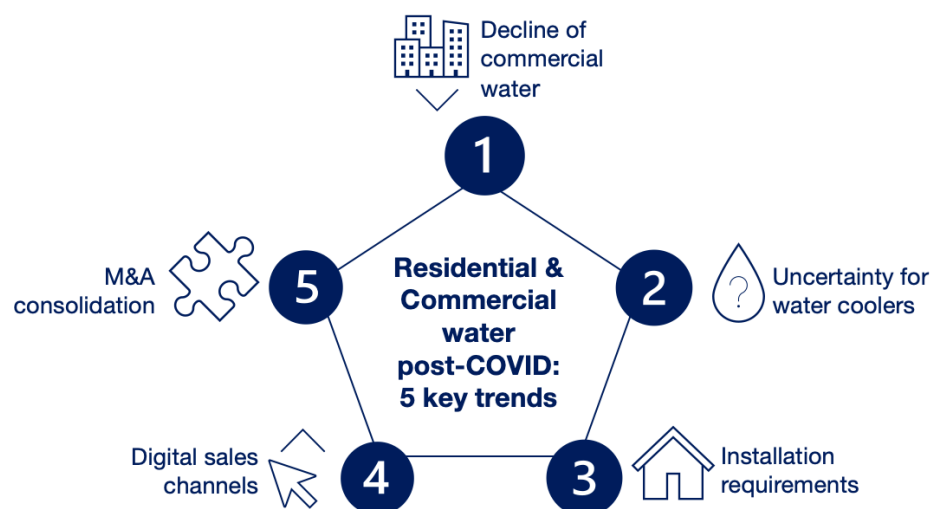 Decline of
commercial
water
1
Residential &
Commercial
water
post-COVID:
5 key trends
2
?
Uncertainty for
water coolers
3
Installation
requirements
4
Digital sales
channels
5
M&A
consolidation